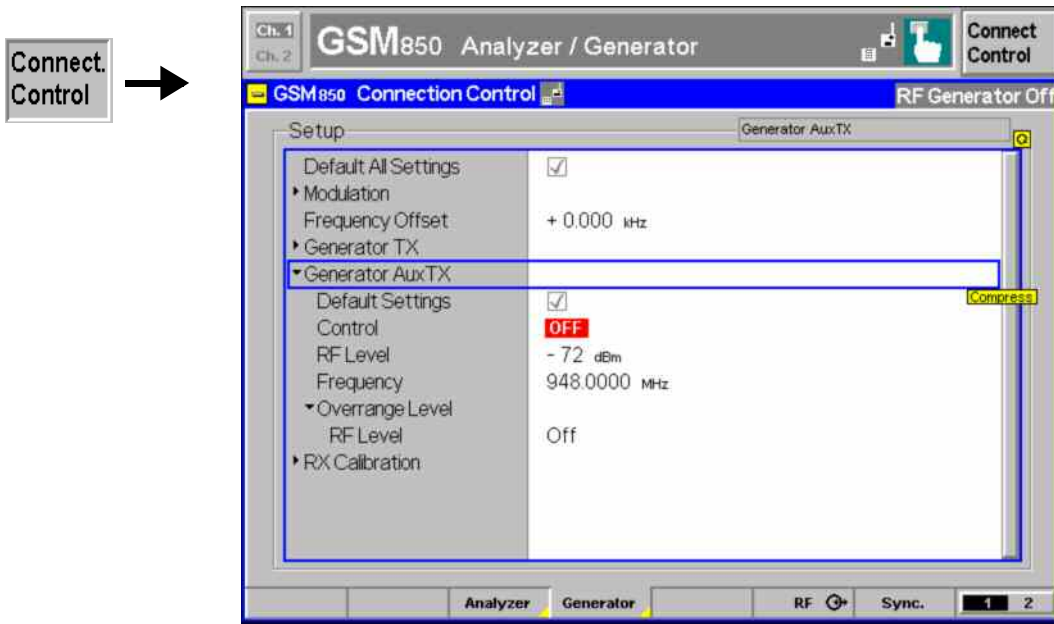 Connect.
Control
Ch. 1
Ch. 2
GSM850 Analyzer / Generator
Connect
Control
GSM850 Connection Control
RF Generator Off
Setup
Generator AuxTX
Default All Settings
Modulation
Frequency Offset + 0.000 kHz
Generator TX
Generator AuxTX
Compress
Default Settings
Control OFF
RF Level - 72 dBm
Frequency 948.0000 MHz
Overrange Level
RF Level Off
RX Calibration
Analyzer Generator RF Sync. 1 2